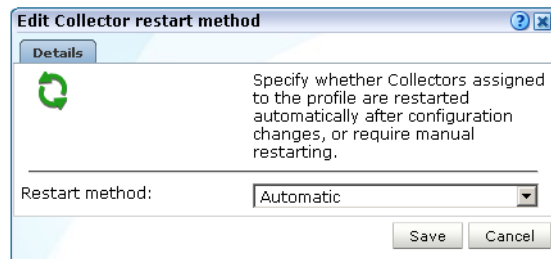 Edit Collector restart method
?
Details
Specify whether Collectors assigned
to the profile are restarted
automatically after configuration
changes, or require manual
restarting.
Restart method:
Automatic
Save
Cancel